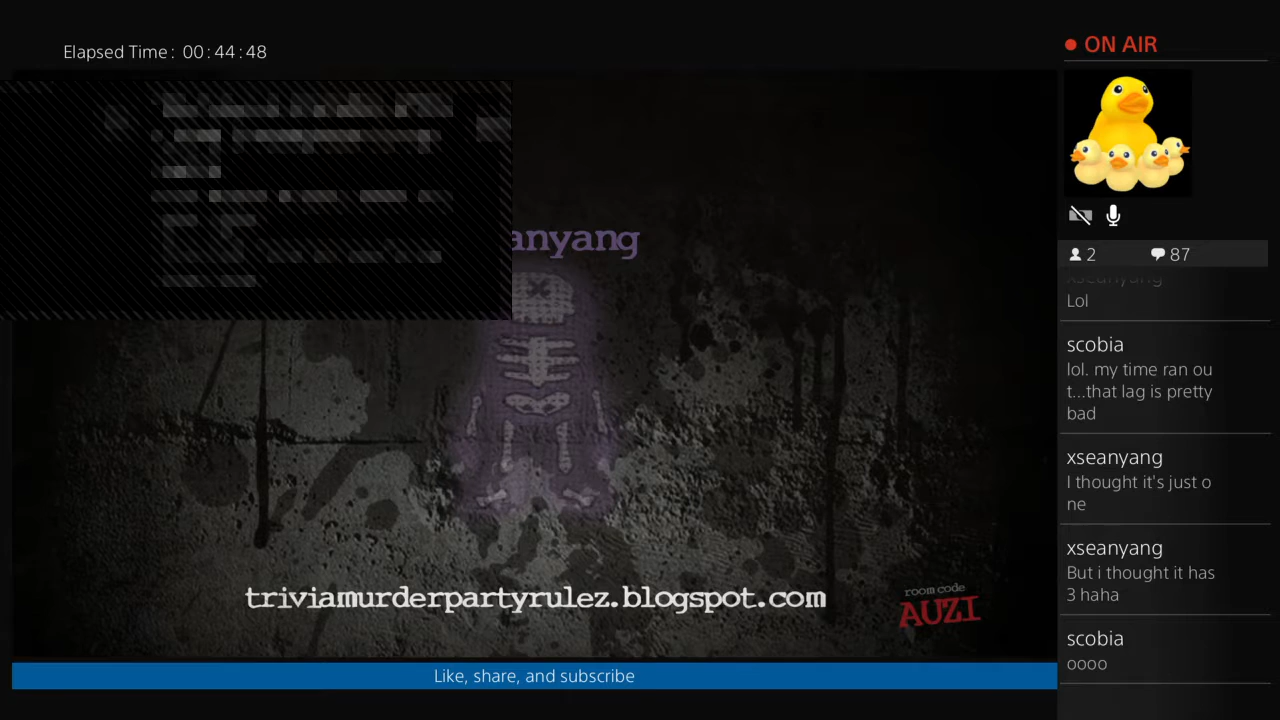 Elapsed Time: 00:44:48
ON AIR
2
87
xseanyang
Lol
scobia
lol. my time ran ou
t...that lag is pretty
bad
xseanyang
I thought it's just o
ne
xseanyang
But i thought it has
3 haha
scobia
oooo
anyang
triviamurderpartyrulez.blogspot.com
room code
AUZI
Like, share, and subscribe